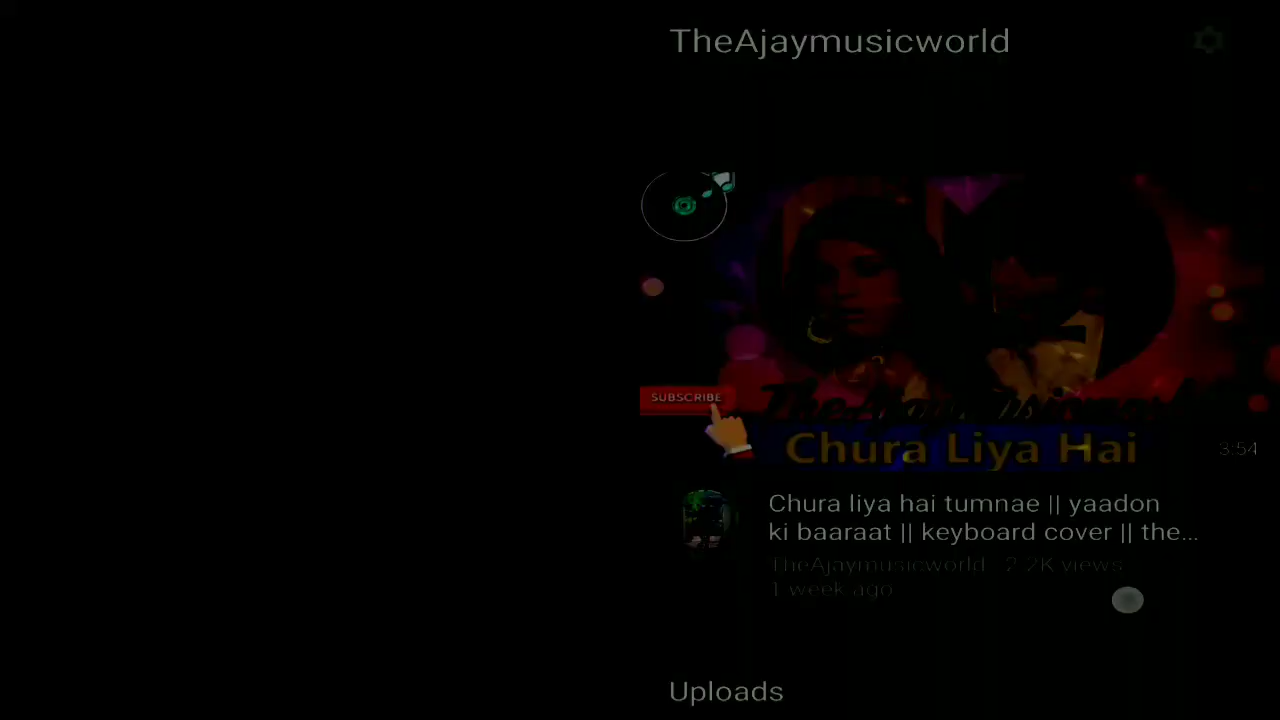 TheAjaymusicworld
SUBSCRIBE
TheAjaymusicworld
Chura Liya Hai
3:54
Chura liya hai tumnae || yaadon
ki baaraat || keyboard cover || the...
TheAjaymusicworld 2.2K views
1 week ago
Uploads